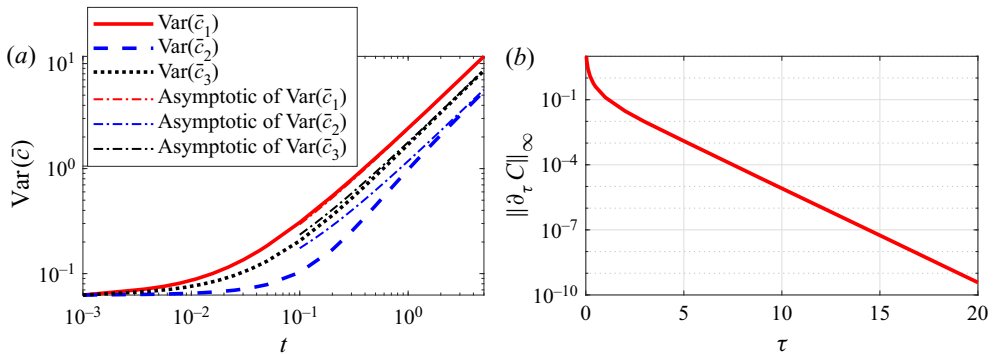 Var(c̄₁)
Var(c̄₂)
Var(c̄₃)
Asymptotic of Var(c̄₁)
Asymptotic of Var(c̄₂)
Asymptotic of Var(c̄₃)
(a)
10¹
10⁰
10⁻¹
Var(c̄)
10⁻³
10⁻²
10⁻¹
10⁰
t
(b)
10⁻¹
10⁻⁴
10⁻⁷
10⁻¹⁰
‖∂τ C‖∞
0
5
10
15
20
τ